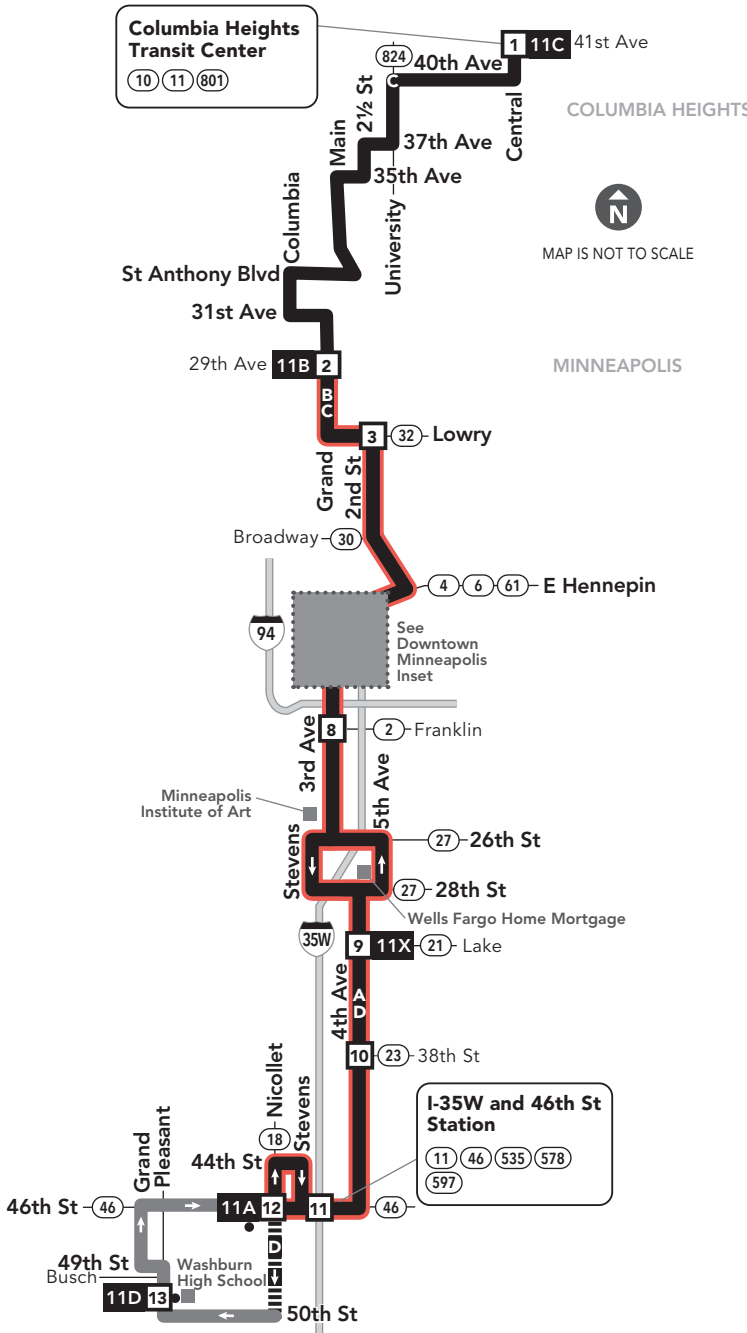 Columbia Heights
Transit Center
10 11 801
1 11C 41st Ave
824
40th Ave
C
Central
COLUMBIA HEIGHTS
2½ St
37th Ave
Main
35th Ave
University
N
MAP IS NOT TO SCALE
Columbia
St Anthony Blvd
31st Ave
29th Ave 11B 2
MINNEAPOLIS
B
C
3 32 Lowry
Grand
2nd St
Broadway 30
4 6 61 E Hennepin
94
See
Downtown
Minneapolis
Inset
8 2 Franklin
3rd Ave
5th Ave
Minneapolis
Institute of Art
Stevens
27 26th St
27 28th St
Wells Fargo Home Mortgage
35W
9 11X 21 Lake
4th Ave
A
D
10 23 38th St
Nicollet
Stevens
18
44th St
I-35W and 46th St
Station
11 46 535 578
597
Grand
Pleasant
46th St 46
11A 12
11
46
D
49th St
Busch
Washburn
High School
11D 13
50th St